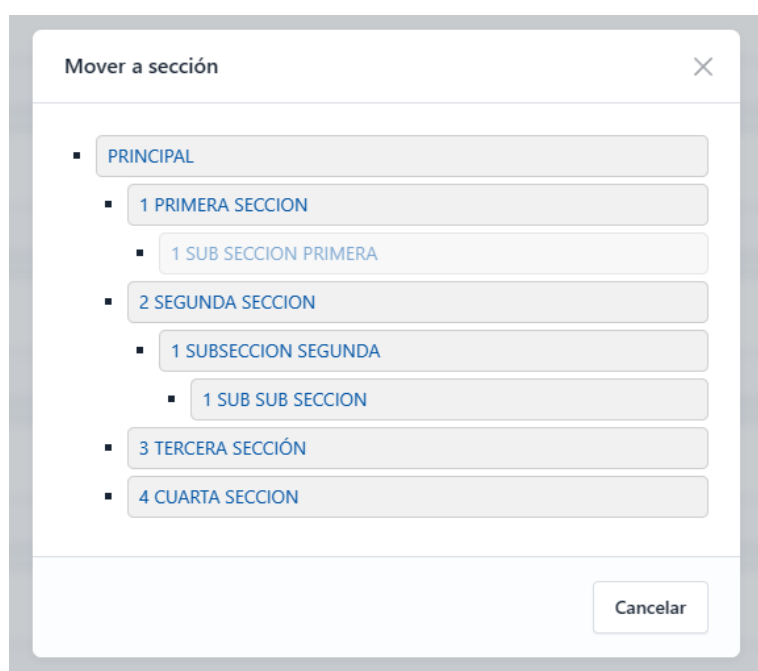 Mover a sección
PRINCIPAL
1 PRIMERA SECCION
1 SUB SECCION PRIMERA
2 SEGUNDA SECCION
1 SUBSECCION SEGUNDA
1 SUB SUB SECCION
3 TERCERA SECCIÓN
4 CUARTA SECCION
Cancelar